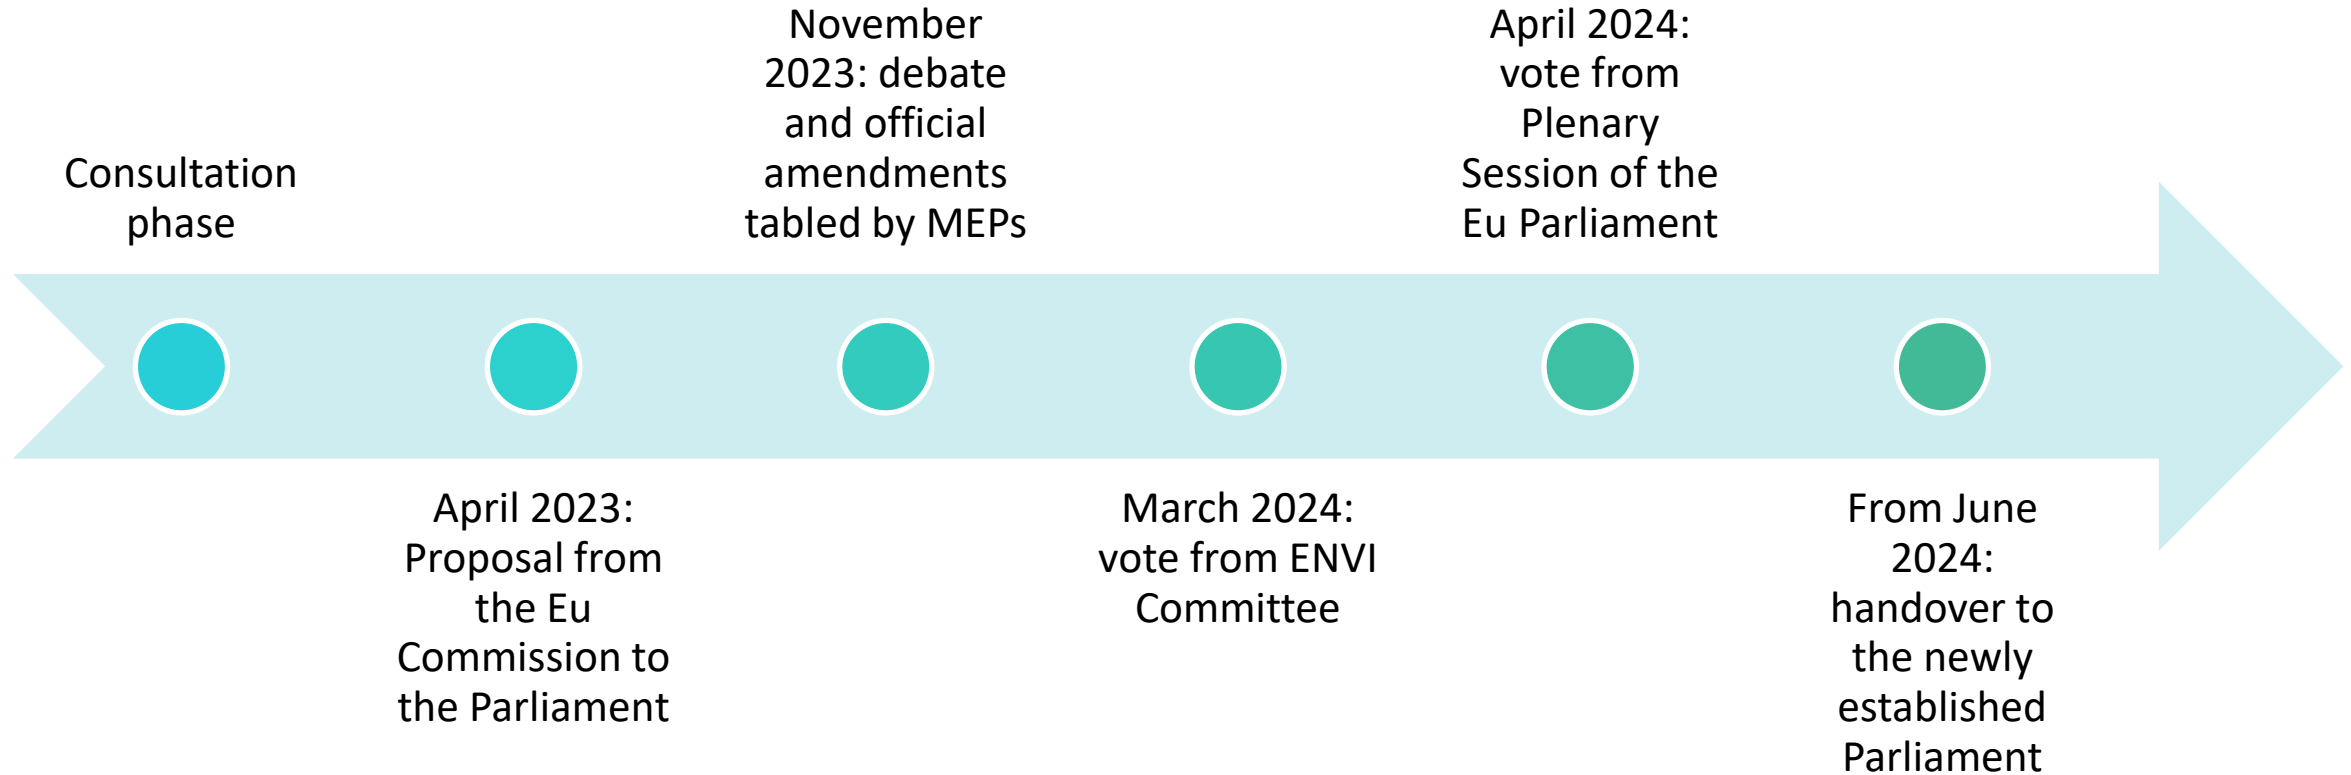 Consultation
phase
April 2023:
Proposal from
the Eu
Commission to
the Parliament
November
2023: debate
and official
amendments
tabled by MEPs
March 2024:
vote from ENVI
Committee
April 2024:
vote from
Plenary
Session of the
Eu Parliament
From June
2024:
handover to
the newly
established
Parliament